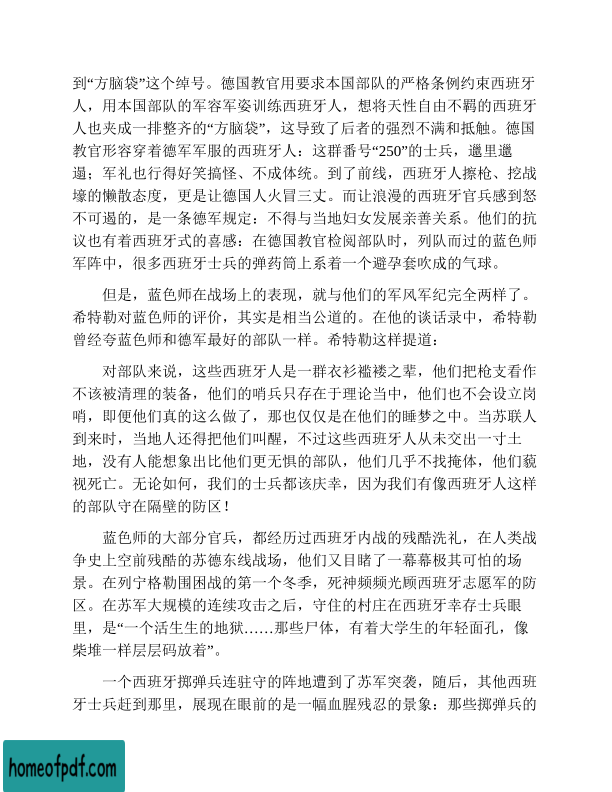 到“方脑袋”这个绰号。德国教官用要求本国部队的严格条例约束西班牙
人，用本国部队的军容军姿训练西班牙人，想将天性自由不羁的西班牙
人也夹成一排整齐的“方脑袋”，这导致了后者的强烈不满和抵触。德国
教官形容穿着德军军服的西班牙人：这群番号“250”的士兵，邋里邋
遢；军礼也行得好笑搞怪、不成体统。到了前线，西班牙人擦枪、挖战
壕的懒散态度，更是让德国人火冒三丈。而让浪漫的西班牙官兵感到怒
不可遏的，是一条德军规定：不得与当地妇女发展亲善关系。他们的抗
议也有着西班牙式的喜感：在德国教官检阅部队时，列队而过的蓝色师
军阵中，很多西班牙士兵的弹药筒上系着一个避孕套吹成的气球。
但是，蓝色师在战场上的表现，就与他们的军风军纪完全两样了。
希特勒对蓝色师的评价，其实是相当公道的。在他的谈话录中，希特勒
曾经夸蓝色师和德军最好的部队一样。希特勒这样提道：
对部队来说，这些西班牙人是一群衣衫褴褛之辈，他们把枪支看作
不该被清理的装备，他们的哨兵只存在于理论当中，他们也不会设立岗
哨，即便他们真的这么做了，那也仅仅是在他们的睡梦之中。当苏联人
到来时，当地人还得把他们叫醒，不过这些西班牙人从未交出一寸土
地，没有人能想象出比他们更无惧的部队，他们几乎不找掩体，他们藐
视死亡。无论如何，我们的士兵都该庆幸，因为我们有像西班牙人这样
的部队守在隔壁的防区！
蓝色师的大部分官兵，都经历过西班牙内战的残酷洗礼，在人类战
争史上空前残酷的苏德东线战场，他们又目睹了一幕幕极其可怕的场
景。在列宁格勒围困战的第一个冬季，死神频频光顾西班牙志愿军的防
区。在苏军大规模的连续攻击之后，守住的村庄在西班牙幸存士兵眼
里，是“一个活生生的地狱……那些尸体，有着大学生的年轻面孔，像
柴堆一样层层码放着”。
一个西班牙掷弹兵连驻守的阵地遭到了苏军突袭，随后，其他西班
牙士兵赶到那里，展现在眼前的是一幅血腥残忍的景象：那些掷弹兵的
homeofpdf.com